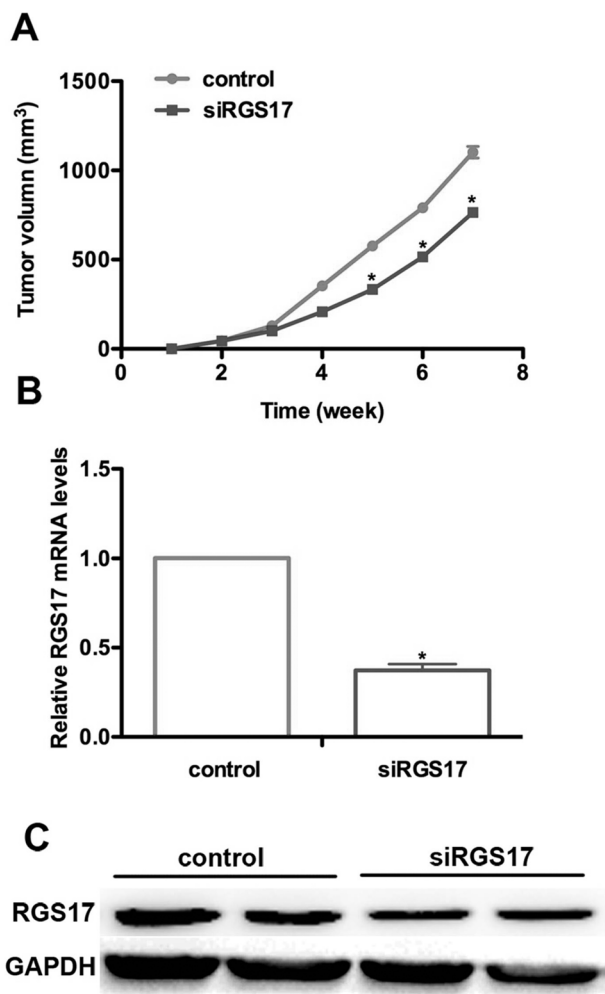 A
control
siRGS17
Tumor volumn (mm³)
1500
1000
500
0
*
*
*
0 2 4 6 8
Time (week)
B
Relative RGS17 mRNA levels
1.5
1.0
0.5
0.0
*
control siRGS17
C
control siRGS17
RGS17
GAPDH